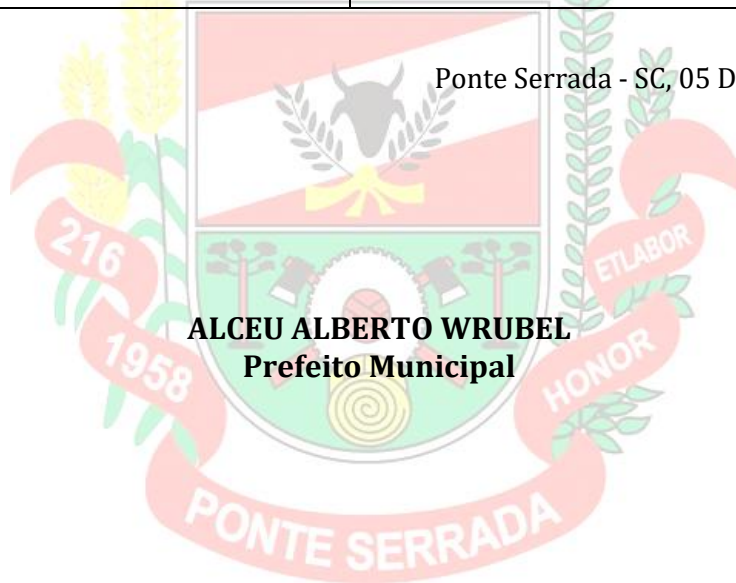 Ponte Serrada - SC, 05 D
ALCEU ALBERTO WRUBEL
Prefeito Municipal
216
1958
ETLABOR
HONOR
PONTE SERRADA